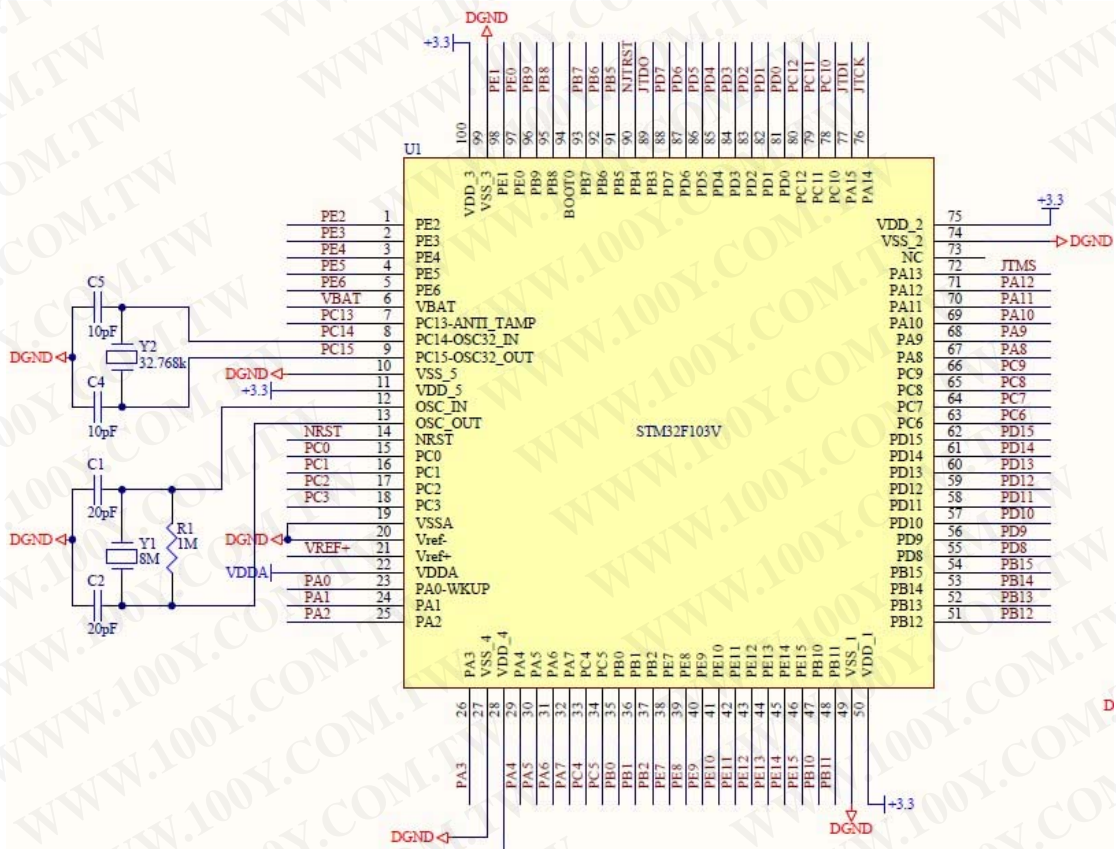 DGND
+3.3
PE1
PE0
PB9
PB8
PB7
PB6
PB5
NJTRST
JTDO
PD7
PD6
PD5
PD4
PD3
PD2
PD1
PD0
PC12
PC11
PC10
JTDI
JTCK
100
99
98
97
96
95
94
93
92
91
90
89
88
87
86
85
84
83
82
81
80
79
78
77
76
U1
VDD_3
VSS_3
PE1
PE0
PB9
PB8
BOOT0
PB7
PB6
PB5
PB4
PB3
PD7
PD6
PD5
PD4
PD3
PD2
PD1
PD0
PC12
PC11
PC10
PA15
PA14
PE2 1 PE2
PE3 2 PE3
PE4 3 PE4
PE5 4 PE5
PE6 5 PE6
VBAT 6 VBAT
PC13 7 PC13-ANTI_TAMP
PC14 8 PC14-OSC32_IN
PC15 9 PC15-OSC32_OUT
DGND 10 VSS_5
+3.3 11 VDD_5
12 OSC_IN
13 OSC_OUT
NRST 14 NRST
PC0 15 PC0
PC1 16 PC1
PC2 17 PC2
PC3 18 PC3
19 VSSA
DGND 20 Vref-
VREF+ 21 Vref+
VDDA 22 VDDA
PA0 23 PA0-WKUP
PA1 24 PA1
PA2 25 PA2
C5
10pF
DGND
Y2
32.768k
C4
10pF
C1
20pF
DGND
Y1
8M
R1
1M
C2
20pF
STM32F103V
+3.3
VDD_2 75
VSS_2 74 DGND
NC 73
PA13 72 JTMS
PA12 71 PA12
PA11 70 PA11
PA10 69 PA10
PA9 68 PA9
PA8 67 PA8
PC9 66 PC9
PC8 65 PC8
PC7 64 PC7
PC6 63 PC6
PD15 62 PD15
PD14 61 PD14
PD13 60 PD13
PD12 59 PD12
PD11 58 PD11
PD10 57 PD10
PD9 56 PD9
PD8 55 PD8
PB15 54 PB15
PB14 53 PB14
PB13 52 PB13
PB12 51 PB12
PA3
VSS_4
VDD_4
PA4
PA5
PA6
PA7
PC4
PC5
PB0
PB1
PB2
PE7
PE8
PE9
PE10
PE11
PE12
PE13
PE14
PE15
PB10
PB11
VSS_1
VDD_1
26
27
28
29
30
31
32
33
34
35
36
37
38
39
40
41
42
43
44
45
46
47
48
49
50
PA3
PA4
PA5
PA6
PA7
PC4
PC5
PB0
PB1
PB2
PE7
PE8
PE9
PE10
PE11
PE12
PE13
PE14
PE15
PB10
PB11
+3.3
DGND
DGND
D
WWW.100Y.COM.TW